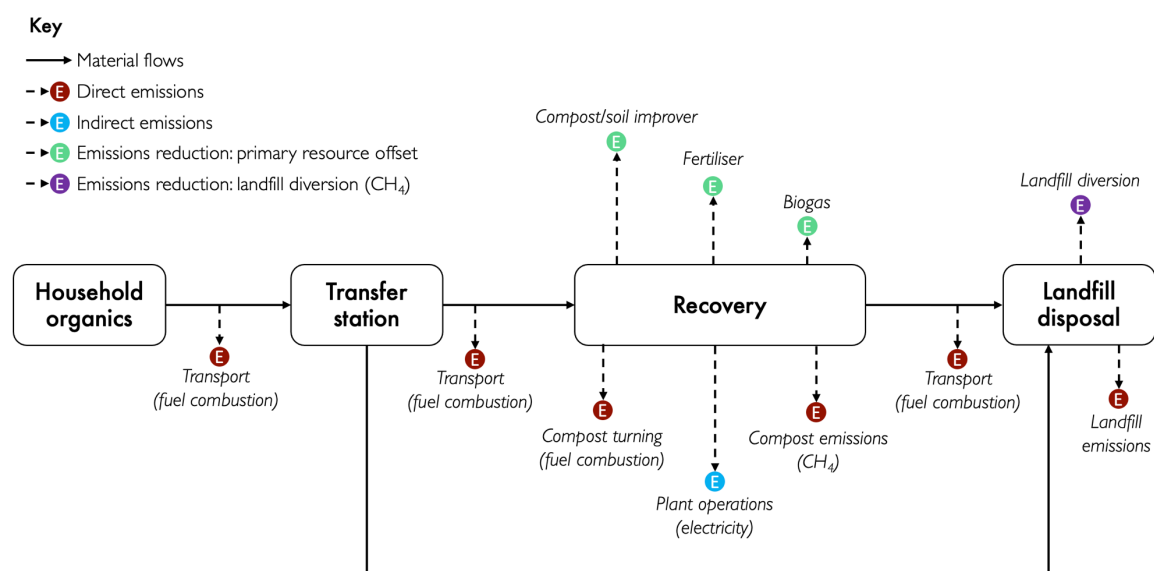 Key
Material flows
E Direct emissions
E Indirect emissions
E Emissions reduction: primary resource offset
E Emissions reduction: landfill diversion (CH₄)
Compost/soil improver
E
Fertiliser
E
Biogas
E
Landfill diversion
E
Household
organics
Transfer
station
Recovery
Landfill
disposal
E
Transport
(fuel combustion)
E
Transport
(fuel combustion)
E
Compost turning
(fuel combustion)
E
Plant operations
(electricity)
E
Compost emissions
(CH₄)
E
Transport
(fuel combustion)
E
Landfill
emissions